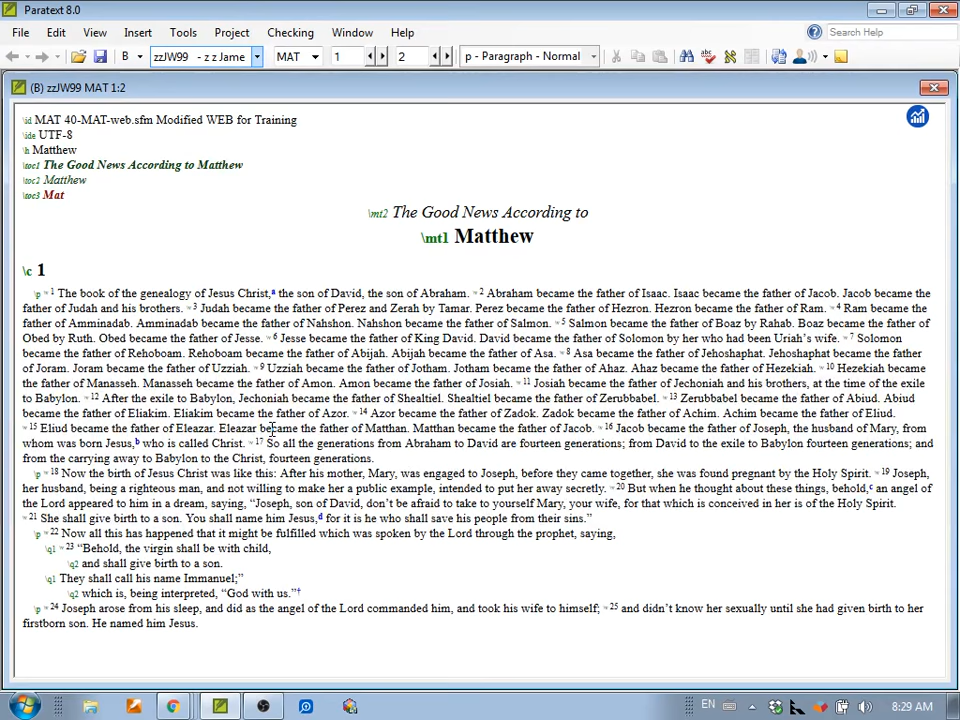 Paratext 8.0
File Edit View Insert Tools Project Checking Window Help Search Help
B zzJW99 - z z Jame MAT 1 2 p - Paragraph - Normal
(B) zzJW99 MAT 1:2
\id MAT 40-MAT-web.sfm Modified WEB for Training
\ide UTF-8
\h Matthew
\toc1 The Good News According to Matthew
\toc2 Matthew
\toc3 Mat
\mt2 The Good News According to
\mt1 Matthew
\c 1
\p v 1 The book of the genealogy of Jesus Christ,a the son of David, the son of Abraham. v 2 Abraham became the father of Isaac. Isaac became the father of Jacob. Jacob became the
father of Judah and his brothers. v 3 Judah became the father of Perez and Zerah by Tamar. Perez became the father of Hezron. Hezron became the father of Ram. v 4 Ram became the
father of Amminadab. Amminadab became the father of Nahshon. Nahshon became the father of Salmon. v 5 Salmon became the father of Boaz by Rahab. Boaz became the father of
Obed by Ruth. Obed became the father of Jesse. v 6 Jesse became the father of King David. David became the father of Solomon by her who had been Uriah’s wife. v 7 Solomon
became the father of Rehoboam. Rehoboam became the father of Abijah. Abijah became the father of Asa. v 8 Asa became the father of Jehoshaphat. Jehoshaphat became the father
of Joram. Joram became the father of Uzziah. v 9 Uzziah became the father of Jotham. Jotham became the father of Ahaz. Ahaz became the father of Hezekiah. v 10 Hezekiah became
the father of Manasseh. Manasseh became the father of Amon. Amon became the father of Josiah. v 11 Josiah became the father of Jechoniah and his brothers, at the time of the exile
to Babylon. v 12 After the exile to Babylon, Jechoniah became the father of Shealtiel. Shealtiel became the father of Zerubbabel. v 13 Zerubbabel became the father of Abiud. Abiud
became the father of Eliakim. Eliakim became the father of Azor. v 14 Azor became the father of Zadok. Zadok became the father of Achim. Achim became the father of Eliud.
v 15 Eliud became the father of Eleazar. Eleazar became the father of Matthan. Matthan became the father of Jacob. v 16 Jacob became the father of Joseph, the husband of Mary, from
whom was born Jesus,b who is called Christ. v 17 So all the generations from Abraham to David are fourteen generations; from David to the exile to Babylon fourteen generations; and
from the carrying away to Babylon to the Christ, fourteen generations.
\p v 18 Now the birth of Jesus Christ was like this: After his mother, Mary, was engaged to Joseph, before they came together, she was found pregnant by the Holy Spirit. v 19 Joseph,
her husband, being a righteous man, and not willing to make her a public example, intended to put her away secretly. v 20 But when he thought about these things, behold,c an angel of
the Lord appeared to him in a dream, saying, “Joseph, son of David, don’t be afraid to take to yourself Mary, your wife, for that which is conceived in her is of the Holy Spirit.
v 21 She shall give birth to a son. You shall name him Jesus,d for it is he who shall save his people from their sins.”
\p v 22 Now all this has happened that it might be fulfilled which was spoken by the Lord through the prophet, saying,
\q1 v 23 “Behold, the virgin shall be with child,
\q2 and shall give birth to a son.
\q1 They shall call his name Immanuel;”
\q2 which is, being interpreted, “God with us.”†
\p v 24 Joseph arose from his sleep, and did as the angel of the Lord commanded him, and took his wife to himself; v 25 and didn’t know her sexually until she had given birth to her
firstborn son. He named him Jesus.
EN 8:29 AM